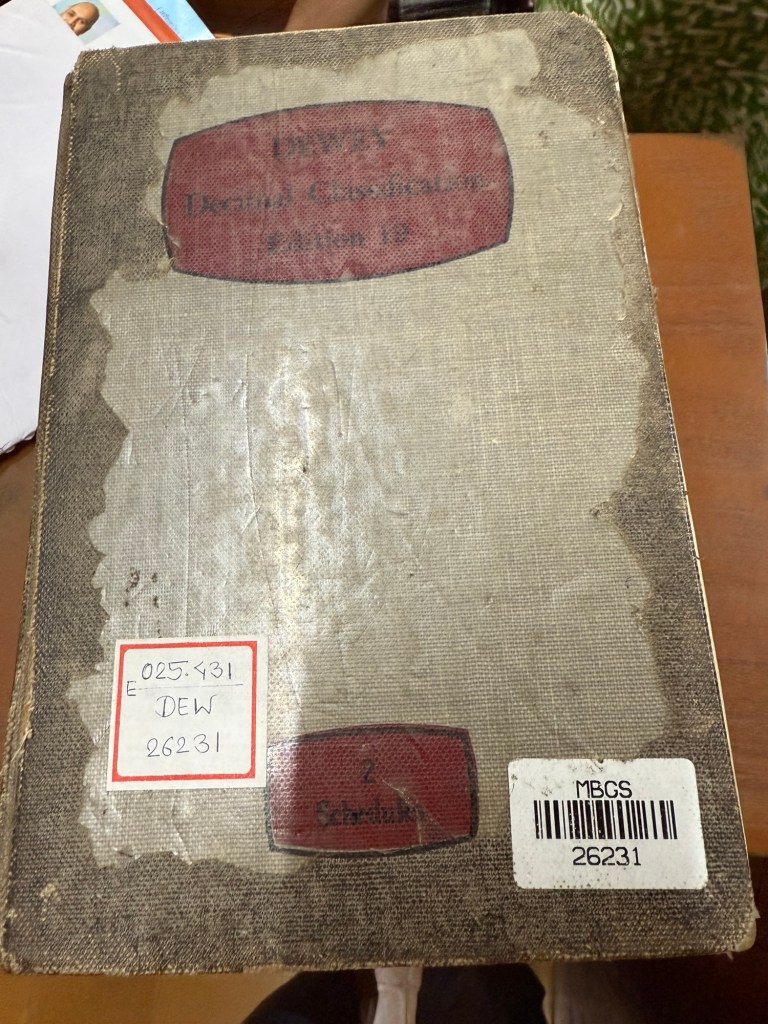 DEWEY
Decimal Classification
Edition 18
E 025.431
DEW
26231
2
Schedules
MBGS
26231